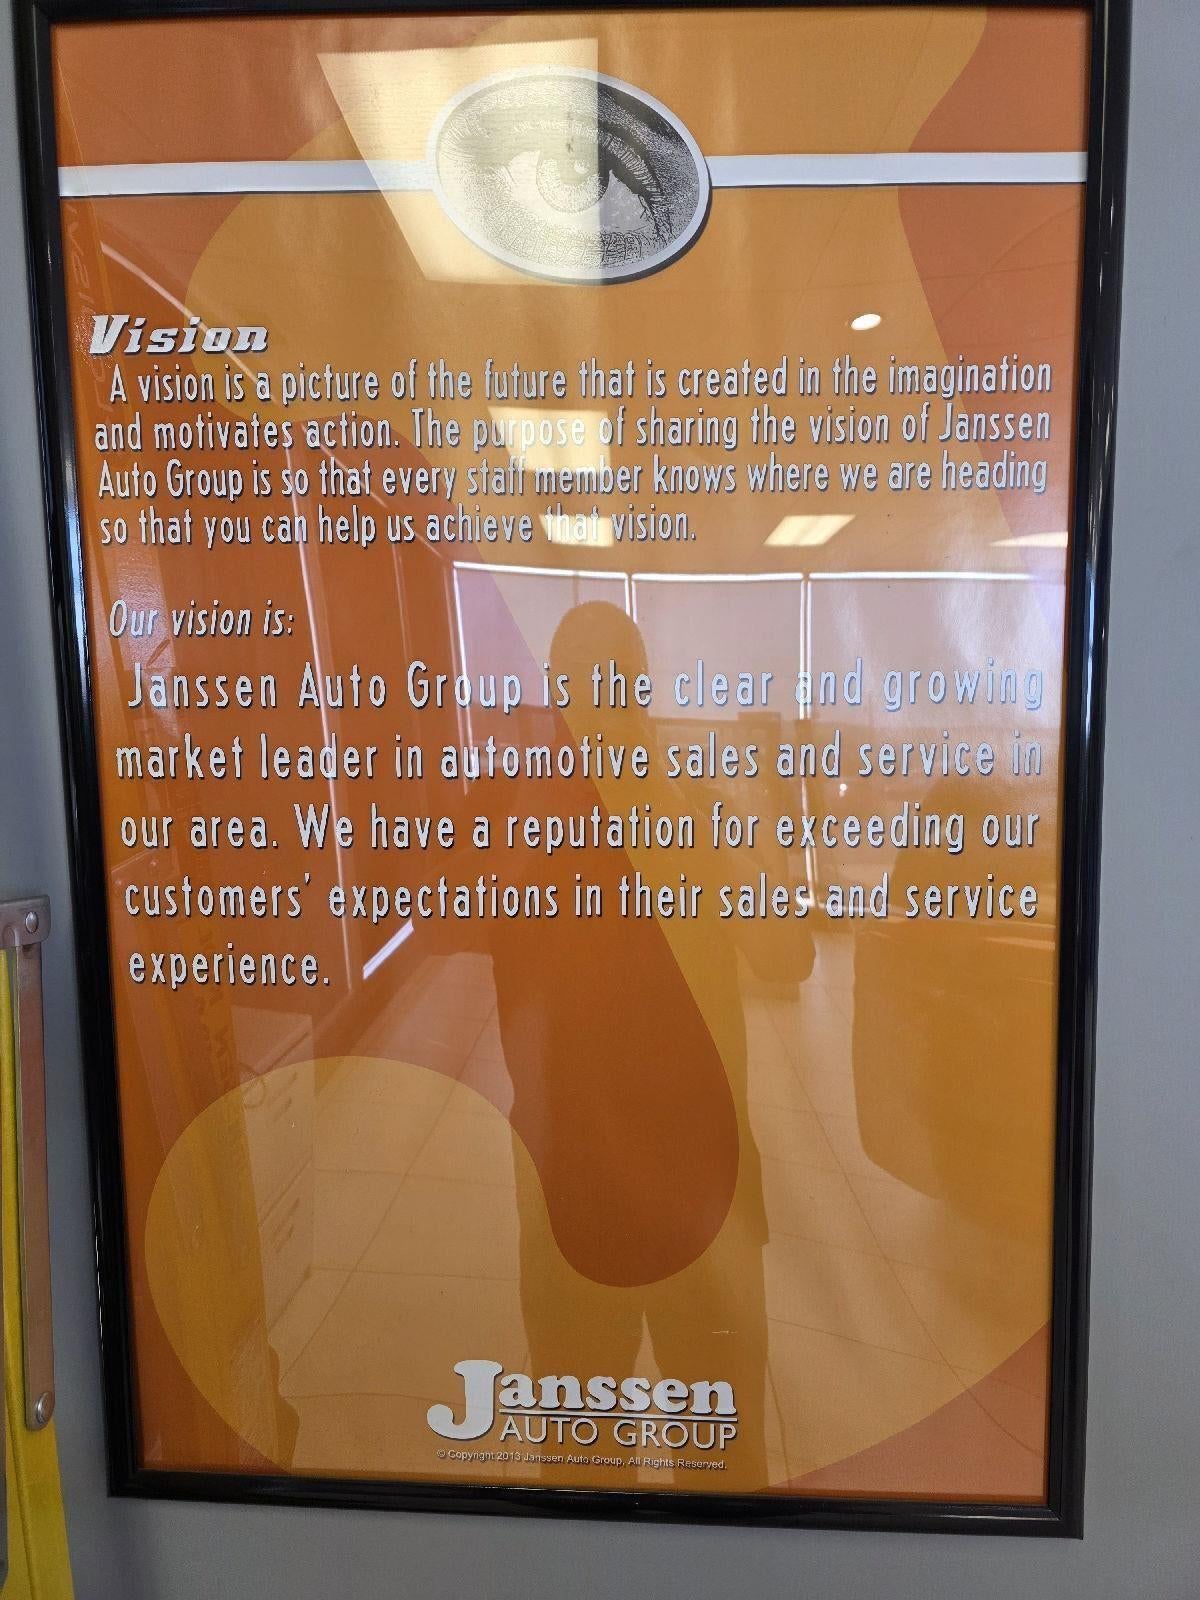 Vision
A vision is a picture of the future that is created in the imagination
and motivates action. The purpose of sharing the vision of Janssen
Auto Group is so that every staff member knows where we are heading
so that you can help us achieve that vision.
Our vision is:
Janssen Auto Group is the clear and growing
market leader in automotive sales and service in
our area. We have a reputation for exceeding our
customers' expectations in their sales and service
experience.
Janssen
AUTO GROUP
© Copyright 2013 Janssen Auto Group, All Rights Reserved.